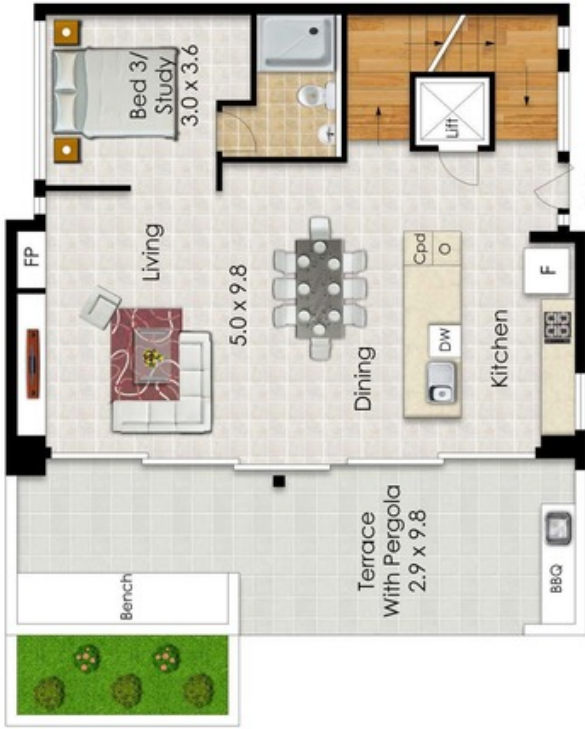 Bed 3/
Study
3.0 x 3.6
Lift
FP
Living
5.0 x 9.8
Cpd
F
DW
Dining
Kitchen
Terrace
With Pergola
2.9 x 9.8
Bench
BBQ